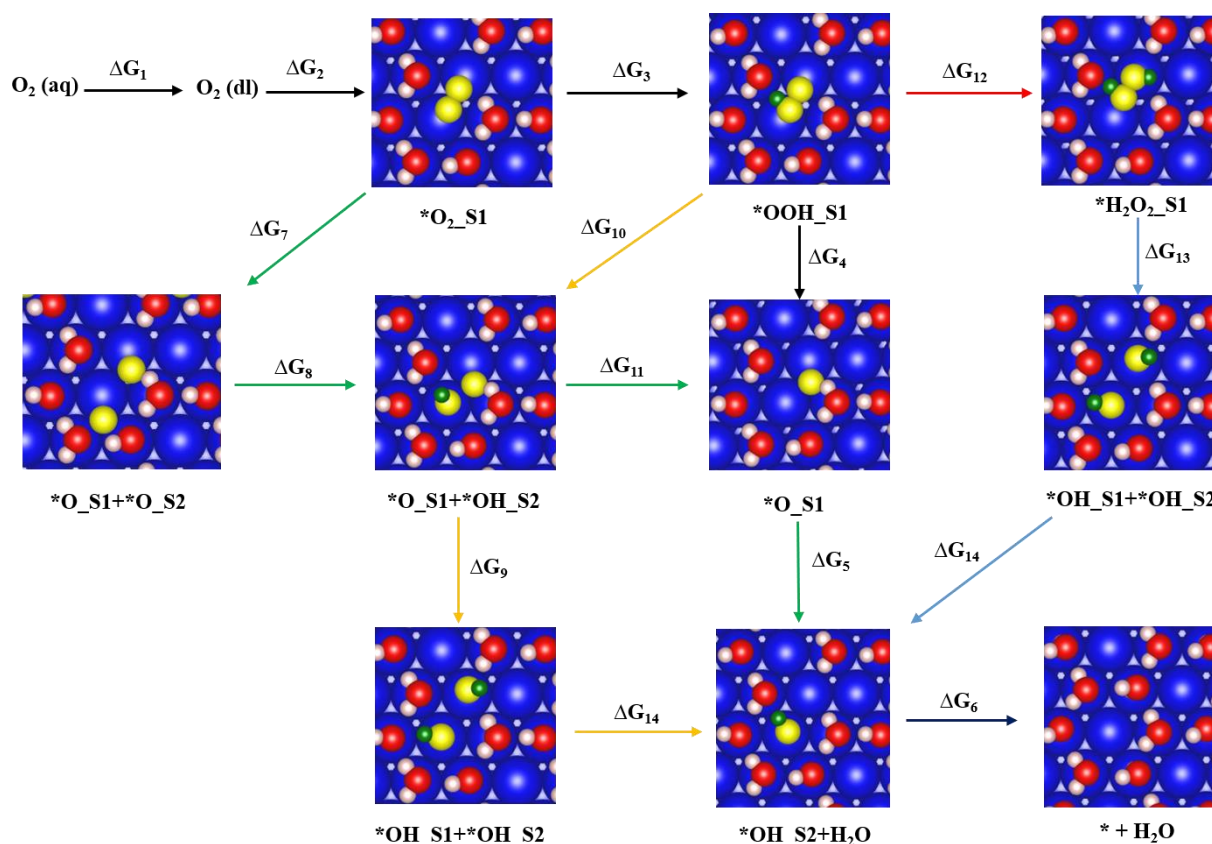 O₂ (aq) ΔG₁ O₂ (dl) ΔG₂ ΔG₃ ΔG₁₂
*O₂_S1 *OOH_S1 *H₂O₂_S1
ΔG₇ ΔG₁₀ ΔG₄ ΔG₁₃
ΔG₈ ΔG₁₁
*O_S1+*O_S2 *O_S1+*OH_S2 *O_S1 *OH_S1+*OH_S2
ΔG₉ ΔG₅ ΔG₁₄
ΔG₁₄ ΔG₆
*OH_S1+*OH_S2 *OH_S2+H₂O * + H₂O